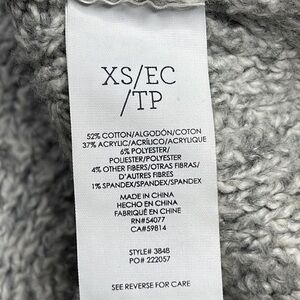 XS/EC
/TP
52% COTTON/ALGODÓN/COTON
37% ACRYLIC/ACRÍLICO/ACRYLIQUE
6% POLYESTER/
POLIESTER/POLYESTER
4% OTHER FIBERS/OTRAS FIBRAS/
D'AUTRES FIBRES
1% SPANDEX/SPANDEX/SPANDEX
MADE IN CHINA
HECHO EN CHINA
FABRIQUÉ EN CHINE
RN#54077
CA#59814
STYLE# 3848
PO# 222057
SEE REVERSE FOR CARE